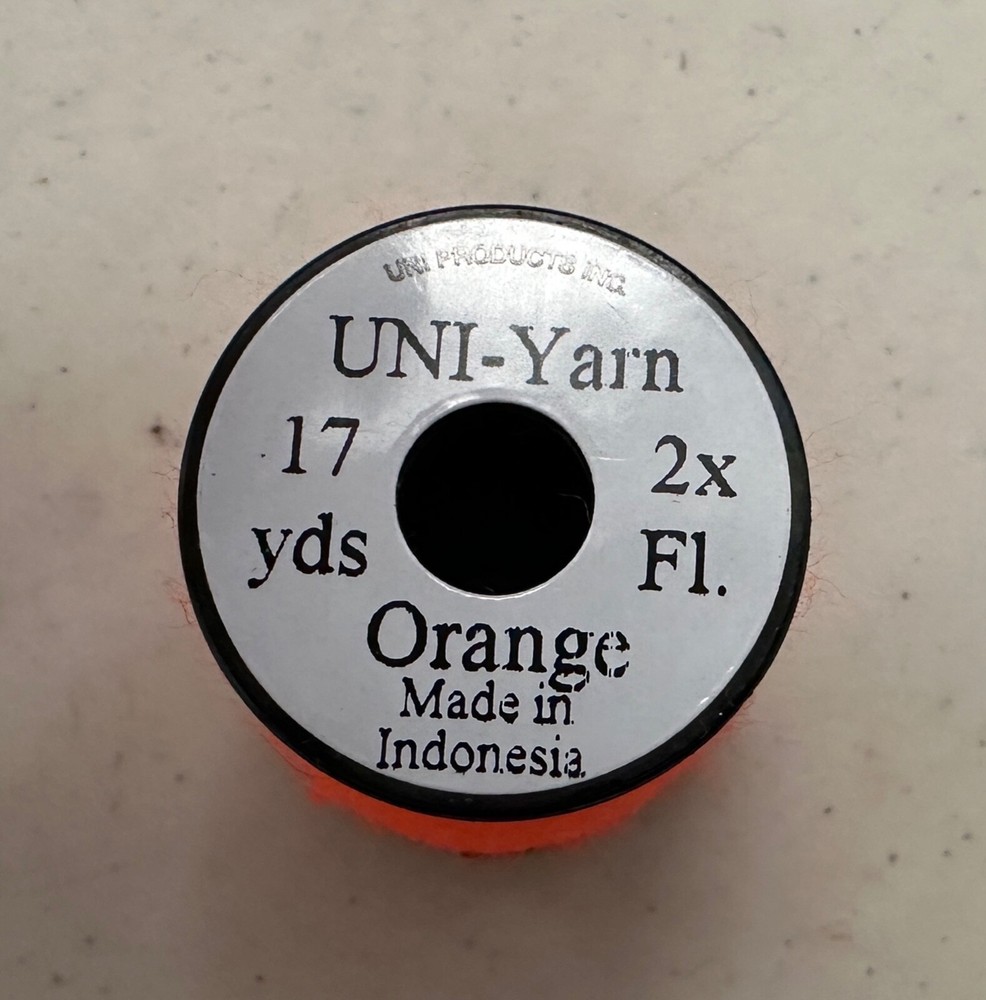 UNI PRODUCTS INC.
UNI-Yarn
17
yds
2x
Fl.
Orange
Made in
Indonesia